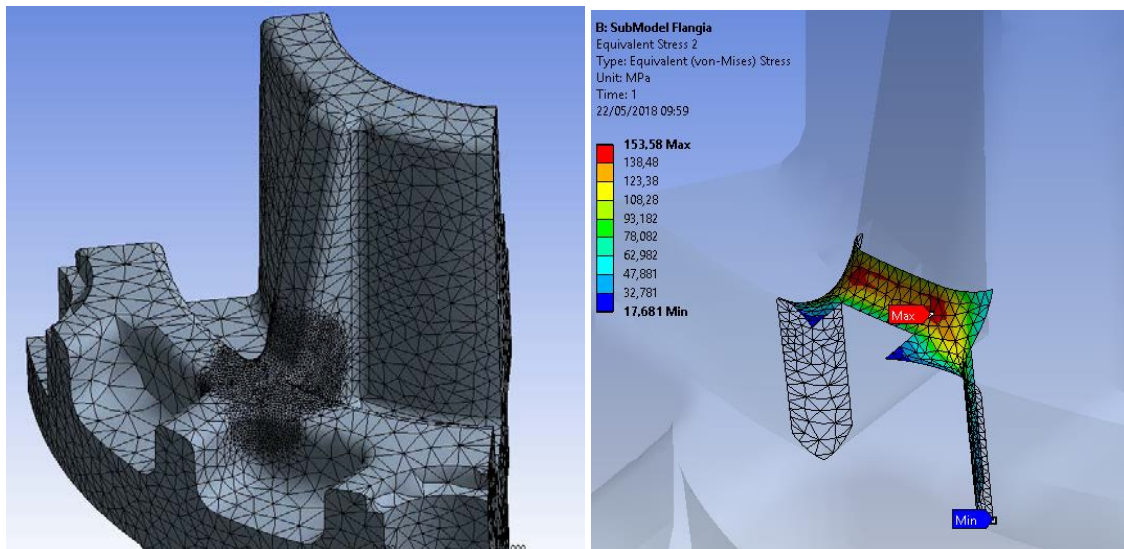 B: SubModel Flangia
Equivalent Stress 2
Type: Equivalent (von-Mises) Stress
Unit: MPa
Time: 1
22/05/2018 09:59
153,58 Max
138,48
123,38
108,28
93,182
78,082
62,982
47,881
32,781
17,681 Min
Max
Min